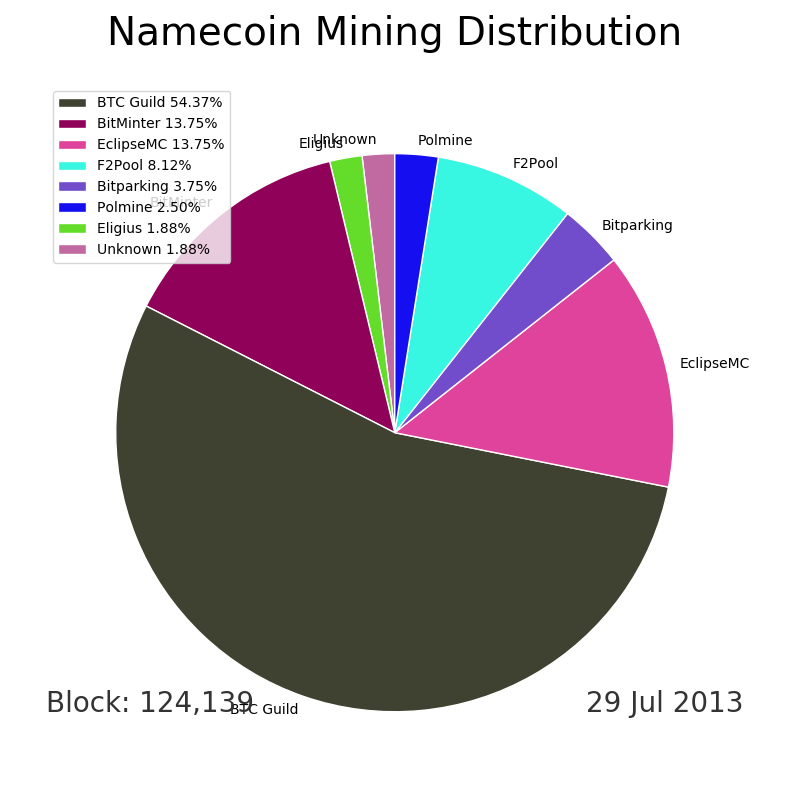 Namecoin Mining Distribution
BTC Guild 54.37%
BitMinter 13.75%
EclipseMC 13.75%
F2Pool 8.12%
Bitparking 3.75%
Polmine 2.50%
Eligius 1.88%
Unknown 1.88%
Unknown
Eligius
Polmine
F2Pool
BitMinter
Bitparking
EclipseMC
Block: 124,139
BTC Guild
29 Jul 2013